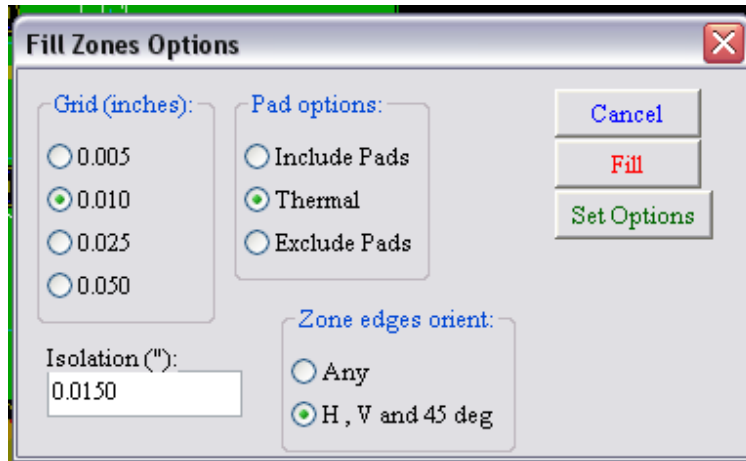 Fill Zones Options
Grid (inches):
0.005
0.010
0.025
0.050
Pad options:
Include Pads
Thermal
Exclude Pads
Cancel
Fill
Set Options
Isolation ("):
0.0150
Zone edges orient:
Any
H , V and 45 deg